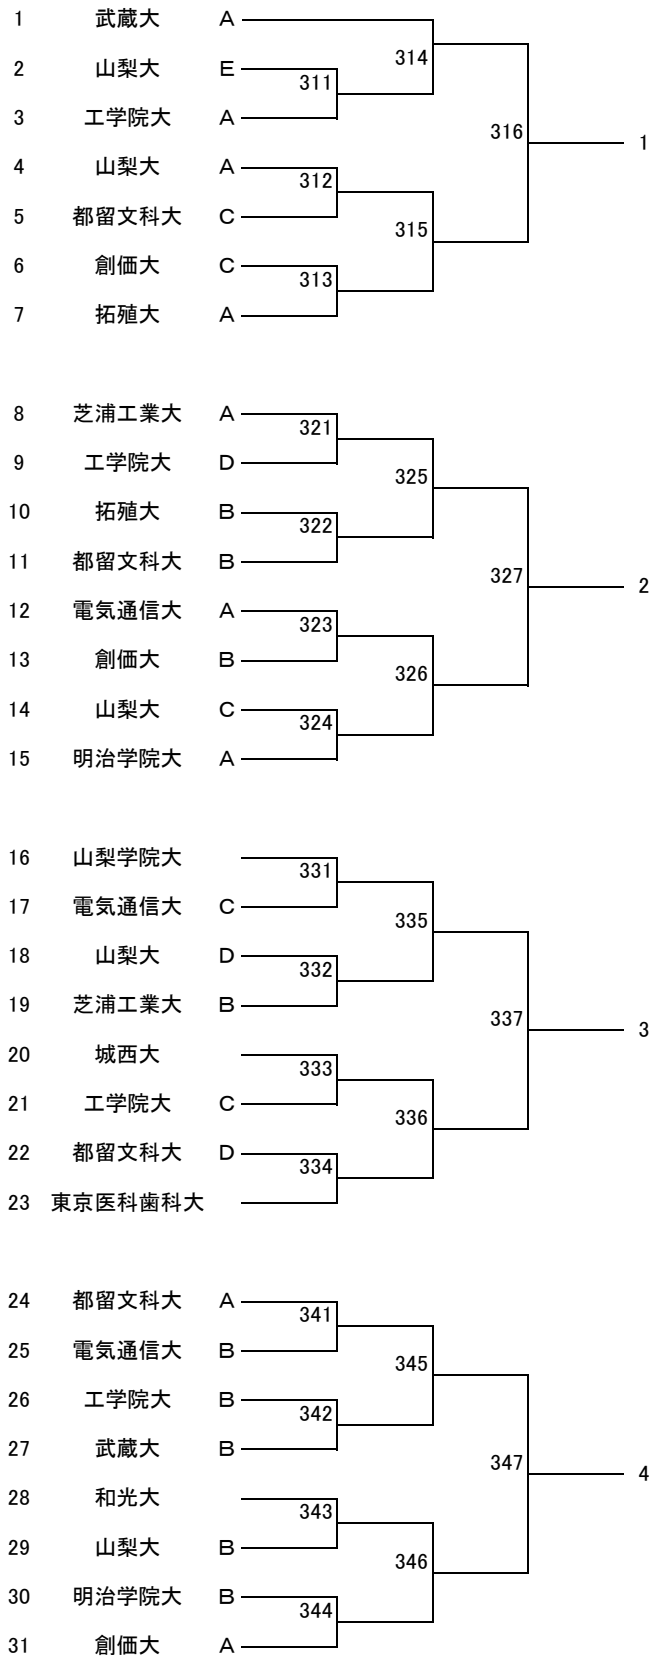 1 武蔵大 A
314
2 山梨大 E
311
3 工学院大 A
316
1
4 山梨大 A
312
5 都留文科大 C
315
6 創価大 C
313
7 拓殖大 A
8 芝浦工業大 A
321
9 工学院大 D
325
10 拓殖大 B
322
11 都留文科大 B
327
2
12 電気通信大 A
323
13 創価大 B
326
14 山梨大 C
324
15 明治学院大 A
16 山梨学院大
331
17 電気通信大 C
335
18 山梨大 D
332
19 芝浦工業大 B
337
3
20 城西大
333
21 工学院大 C
336
22 都留文科大 D
334
23 東京医科歯科大
24 都留文科大 A
341
25 電気通信大 B
345
26 工学院大 B
342
27 武蔵大 B
347
4
28 和光大
343
29 山梨大 B
346
30 明治学院大 B
344
31 創価大 A